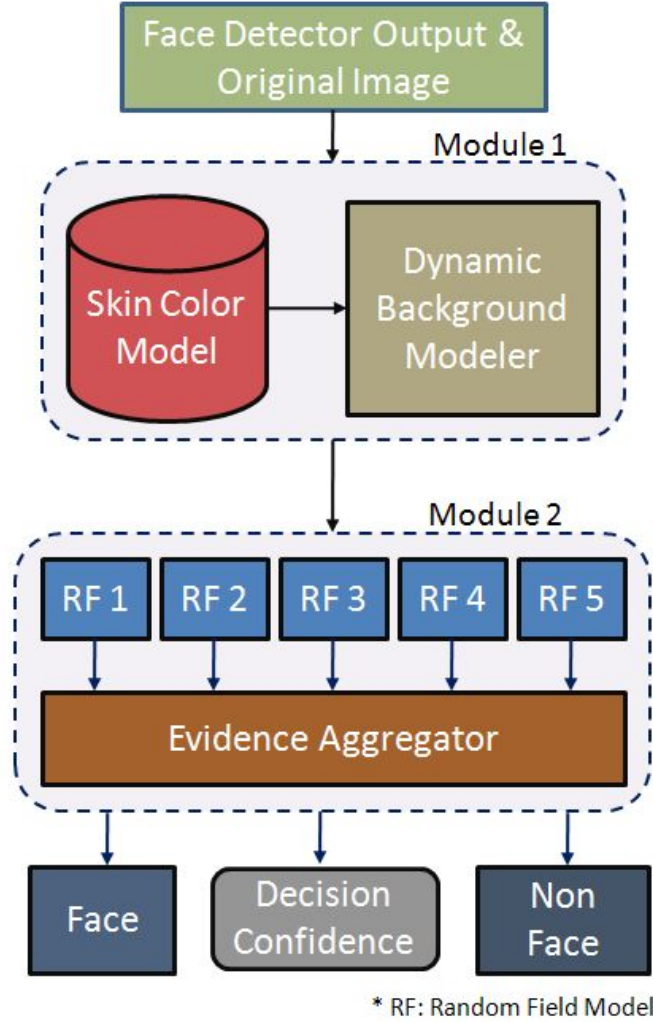 Face Detector Output &
Original Image
Module 1
Skin Color
Model
Dynamic
Background
Modeler
Module 2
RF 1
RF 2
RF 3
RF 4
RF 5
Evidence Aggregator
Face
Decision
Confidence
Non
Face
* RF: Random Field Model